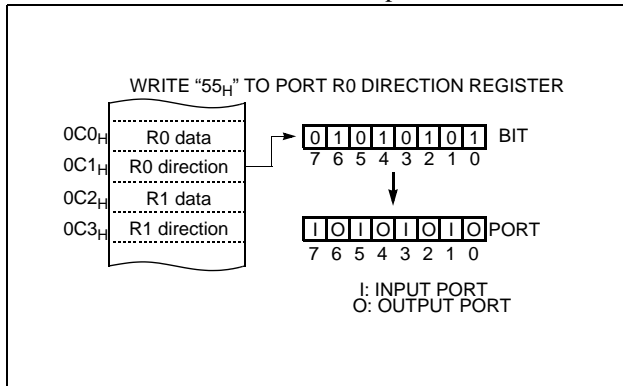 WRITE “55H” TO PORT R0 DIRECTION REGISTER
0C0H R0 data
0C1H R0 direction
0C2H R1 data
0C3H R1 direction
0 1 0 1 0 1 0 1 BIT
7 6 5 4 3 2 1 0
I O I O I O I O PORT
7 6 5 4 3 2 1 0
I: INPUT PORT
O: OUTPUT PORT